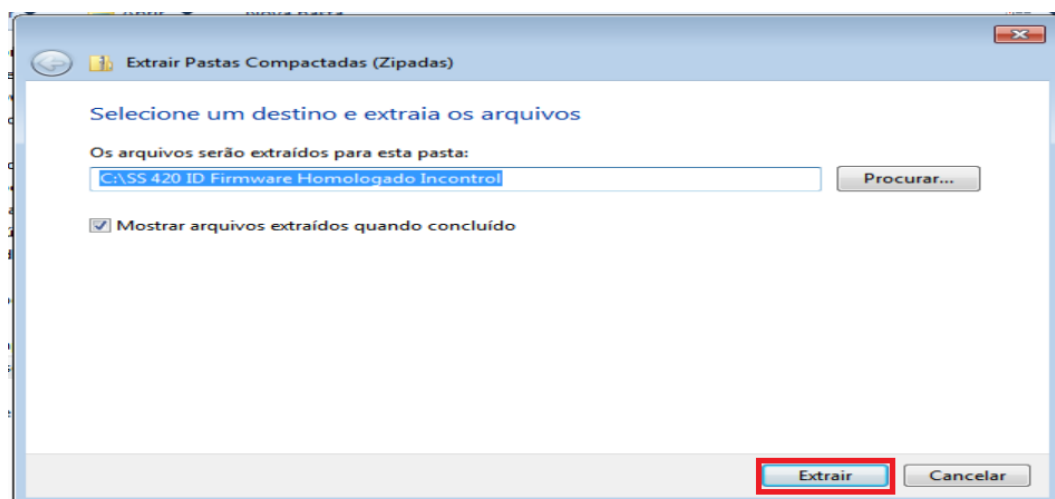 Extrair Pastas Compactadas (Zipadas)
Selecione um destino e extraia os arquivos
Os arquivos serão extraídos para esta pasta:
C:\SS 420 ID Firmware Homologado Incontrol
Procurar...
Mostrar arquivos extraídos quando concluído
Extrair
Cancelar